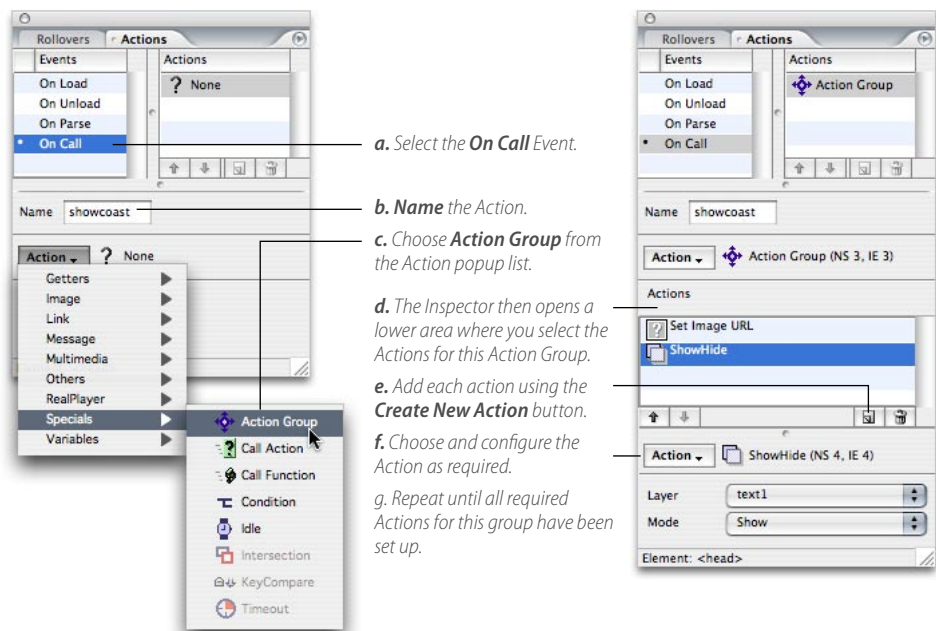 Rollovers Actions
Events Actions
On Load ? None
On Unload
On Parse
On Call
Name showcoast
Action ? None
Getters
Image
Link
Message
Multimedia
Others
RealPlayer
Specials
Variables
Action Group
Call Action
Call Function
Condition
Idle
Intersection
KeyCompare
Timeout
a. Select the On Call Event.
b. Name the Action.
c. Choose Action Group from
the Action popup list.
d. The Inspector then opens a
lower area where you select the
Actions for this Action Group.
e. Add each action using the
Create New Action button.
f. Choose and configure the
Action as required.
g. Repeat until all required
Actions for this group have been
set up.
Rollovers Actions
Events Actions
On Load Action Group
On Unload
On Parse
On Call
Name showcoast
Action Action Group (NS 3, IE 3)
Actions
Set Image URL
ShowHide
Action ShowHide (NS 4, IE 4)
Layer text1
Mode Show
Element: <head>